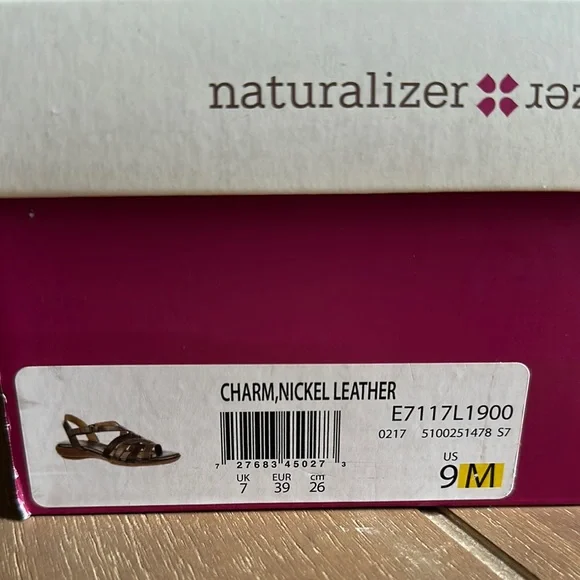 naturalizer
CHARM,NICKEL LEATHER
E7117L1900
0217 5100251478 S7
7 27683 45027 3
UK EUR cm
7 39 26
US
9 M